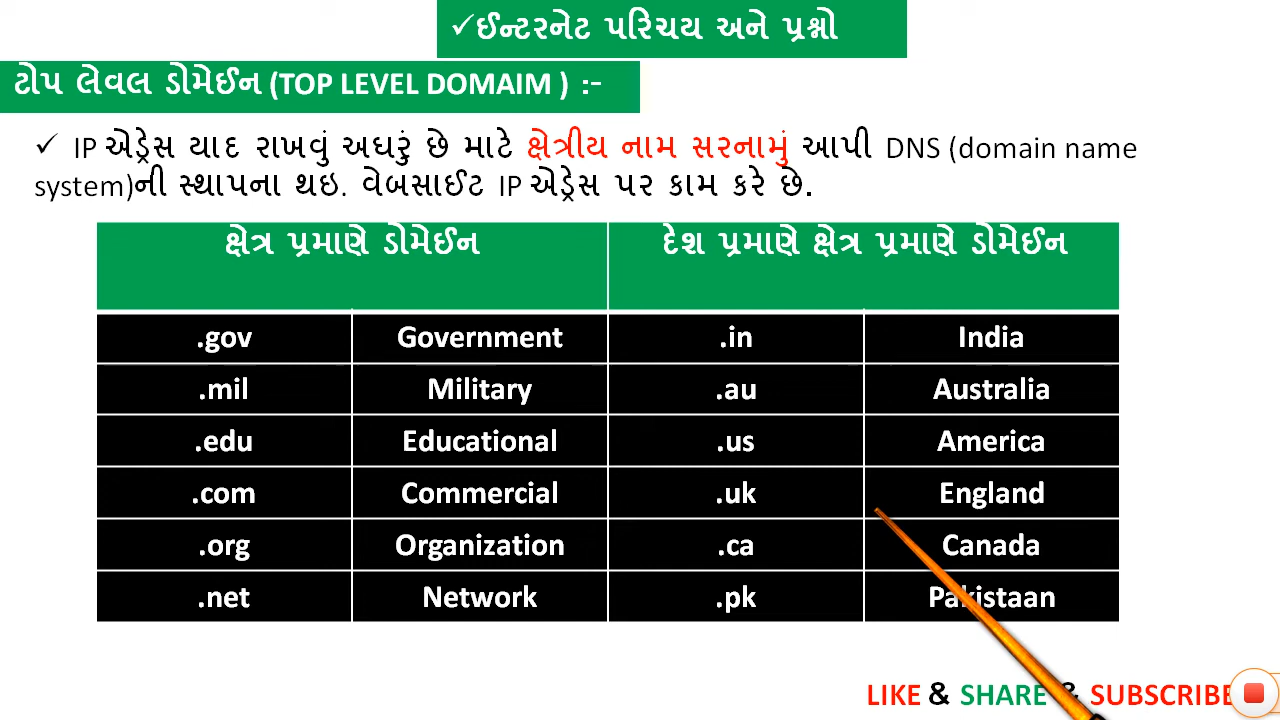 ✓ઈન્ટરનેટ પરિચય અને પ્રશ્નો
ટોપ લેવલ ડોમેઈન (TOP LEVEL DOMAIM ) :-
✓ IP એડ્રેસ યાદ રાખવું અઘરું છે માટે ક્ષેત્રીય નામ સરનામું આપી DNS (domain name
system)ની સ્થાપના થઇ. વેબસાઈટ IP એડ્રેસ પર કામ કરે છે.
ક્ષેત્ર પ્રમાણે ડોમેઈન દેશ પ્રમાણે ક્ષેત્ર પ્રમાણે ડોમેઈન
.gov Government .in India
.mil Military .au Australia
.edu Educational .us America
.com Commercial .uk England
.org Organization .ca Canada
.net Network .pk Pakistaan
LIKE & SHARE & SUBSCRIBE